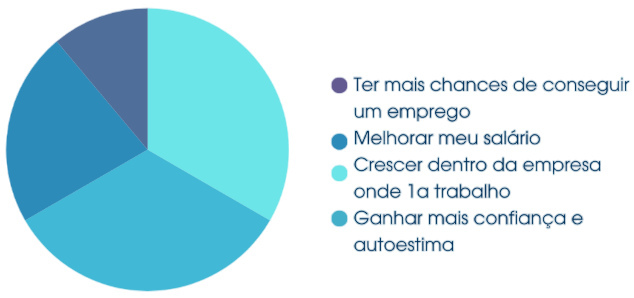 Ter mais chances de conseguir
um emprego
Melhorar meu salário
Crescer dentro da empresa
onde 1a trabalho
Ganhar mais confiança e
autoestima